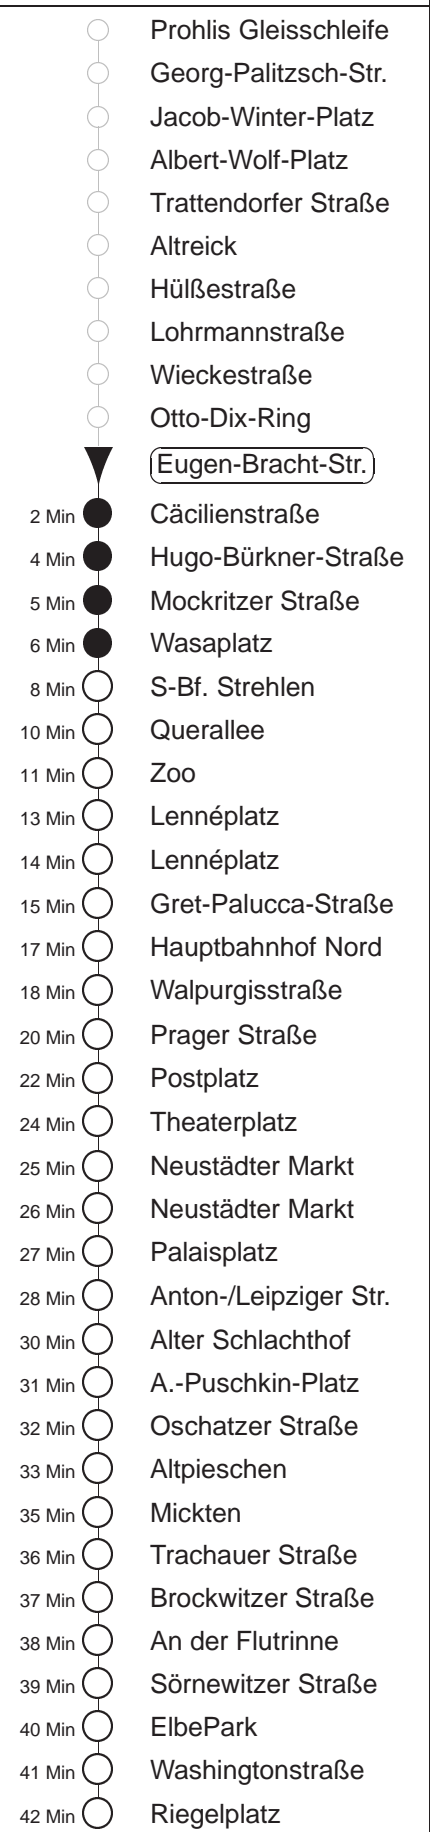 Prohlis Gleisschleife
Georg-Palitzsch-Str.
Jacob-Winter-Platz
Albert-Wolf-Platz
Trattendorfer Straße
Altreick
Hülßestraße
Lohrmannstraße
Wieckestraße
Otto-Dix-Ring
Eugen-Bracht-Str.
2 Min Cäcilienstraße
4 Min Hugo-Bürkner-Straße
5 Min Mockritzer Straße
6 Min Wasaplatz
8 Min S-Bf. Strehlen
10 Min Querallee
11 Min Zoo
13 Min Lennéplatz
14 Min Lennéplatz
15 Min Gret-Palucca-Straße
17 Min Hauptbahnhof Nord
18 Min Walpurgisstraße
20 Min Prager Straße
22 Min Postplatz
24 Min Theaterplatz
25 Min Neustädter Markt
26 Min Neustädter Markt
27 Min Palaisplatz
28 Min Anton-/Leipziger Str.
30 Min Alter Schlachthof
31 Min A.-Puschkin-Platz
32 Min Oschatzer Straße
33 Min Altpieschen
35 Min Mickten
36 Min Trachauer Straße
37 Min Brockwitzer Straße
38 Min An der Flutrinne
39 Min Sörnewitzer Straße
40 Min ElbePark
41 Min Washingtonstraße
42 Min Riegelplatz